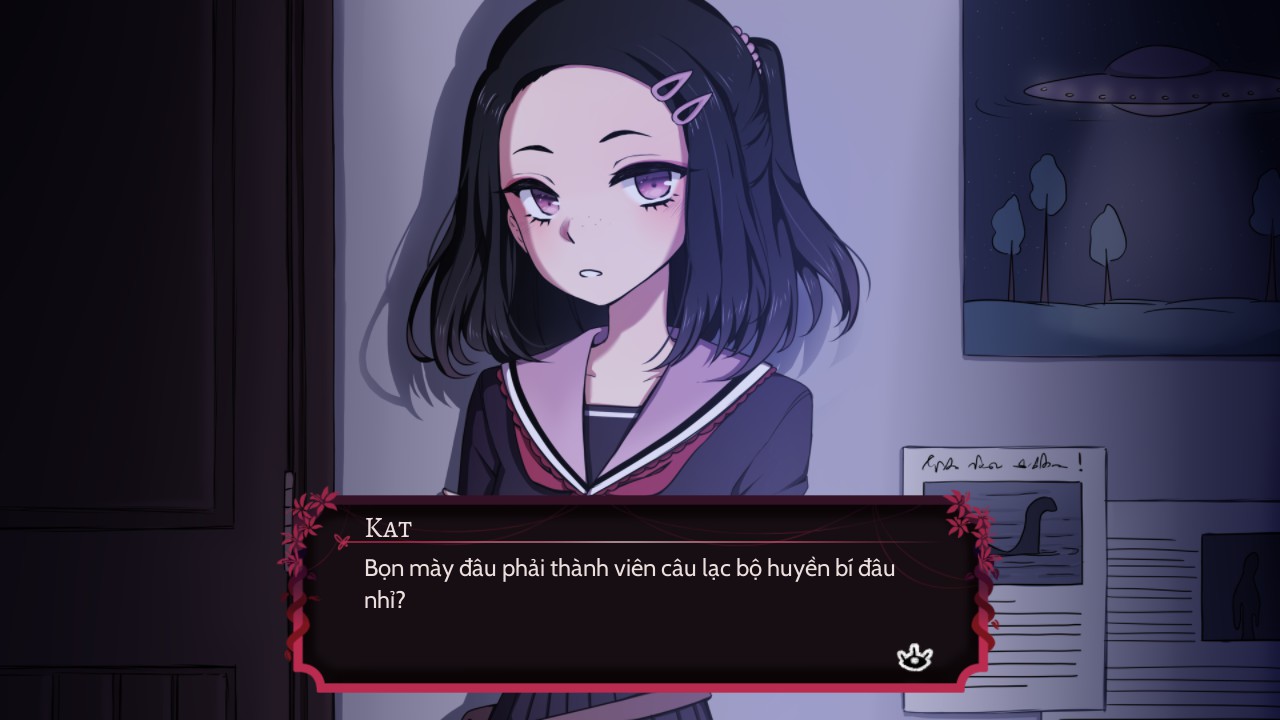 Kat
Bọn mày đâu phải thành viên câu lạc bộ huyền bí đâu
nhỉ?